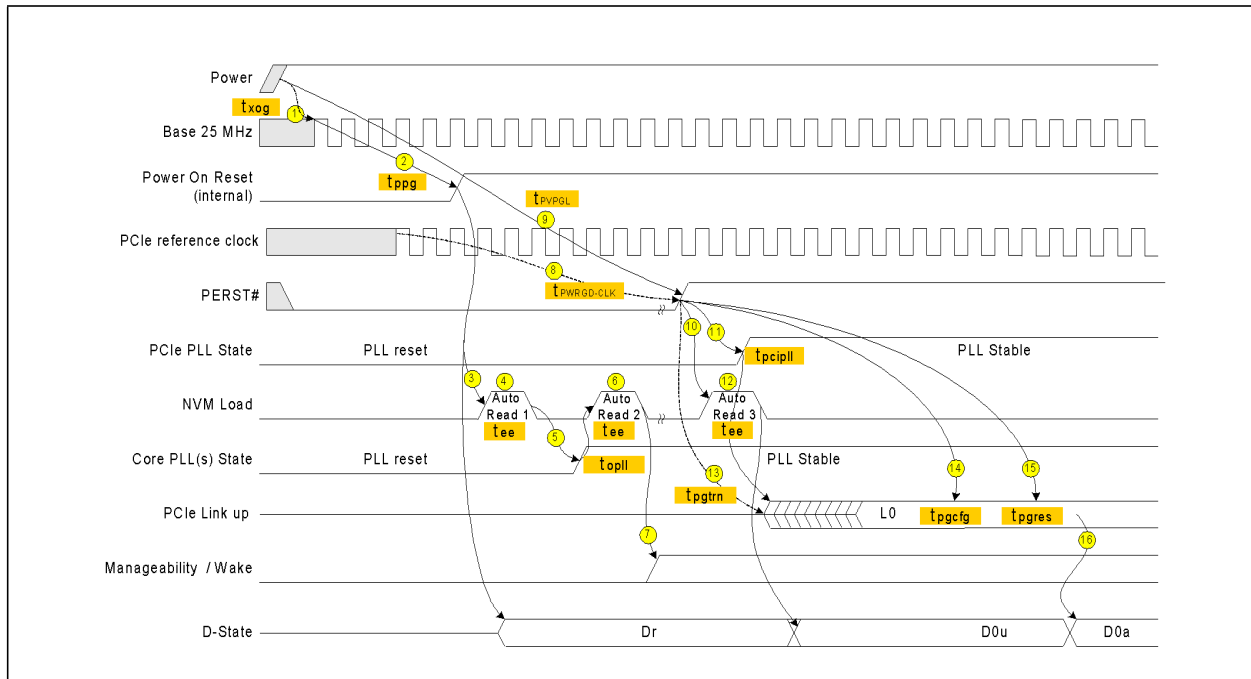 Power
txog
1
Base 25 MHz
2
Power On Reset
(internal)
tppg
tPVPGL
9
PCIe reference clock
8
PERST#
tPWRGD-CLK
10
11
PCIe PLL State
PLL reset
tpcipll
PLL Stable
3
4
6
12
NVM Load
Auto
Read 1
Auto
Read 2
Auto
Read 3
tee
tee
tee
5
Core PLL(s) State
PLL reset
topll
PLL Stable
13
14
15
tpgtrn
PCIe Link up
L0
tpgcfg
tpgres
7
16
Manageability / Wake
D-State
Dr
D0u
D0a